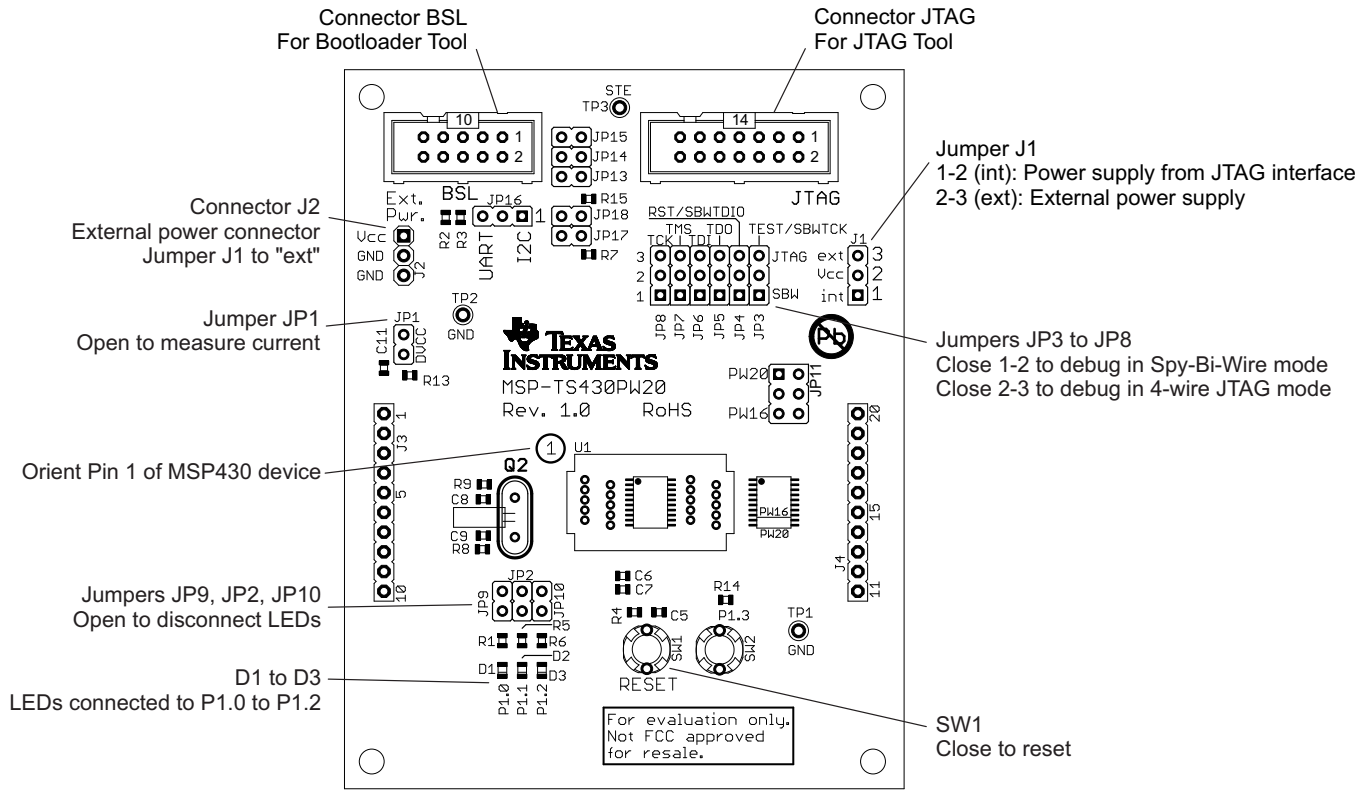 Connector BSL
For Bootloader Tool
Connector JTAG
For JTAG Tool
STE
TP3
10
1
2
BSL
JP15
JP14
JP13
R15
14
1
2
JTAG
Jumper J1
1-2 (int): Power supply from JTAG interface
2-3 (ext): External power supply
Connector J2
External power connector
Jumper J1 to "ext"
Ext.
Pwr.
Vcc
GND
GND
J2
R2
R3
JP16
1
UART
I2C
JP18
JP17
R7
RST/SBWTDIO
TMS
TDO
TEST/SBWTCK
TCK
TDI
3
2
1
JTAG
SBW
JP8
JP7
JP6
JP5
JP4
JP3
J1
ext
3
Vcc
2
int
1
Jumper JP1
Open to measure current
JP1
DVCC
C11
R13
TP2
GND
TEXAS
INSTRUMENTS
MSP-TS430PW20
Rev. 1.0 RoHS
Pb
Jumpers JP3 to JP8
Close 1-2 to debug in Spy-Bi-Wire mode
Close 2-3 to debug in 4-wire JTAG mode
PW20
PW16
JP11
1
J3
5
10
20
15
J4
11
Orient Pin 1 of MSP430 device
1
U1
Q2
R9
C8
C9
R8
PW16
PW20
Jumpers JP9, JP2, JP10
Open to disconnect LEDs
JP2
JP9
JP10
R5
R1
R6
D2
D1
D3
P1.0
P1.1
P1.2
D1 to D3
LEDs connected to P1.0 to P1.2
C6
C7
R4
C5
R14
P1.3
SW1
SW2
RESET
TP1
GND
For evaluation only.
Not FCC approved
for resale.
SW1
Close to reset